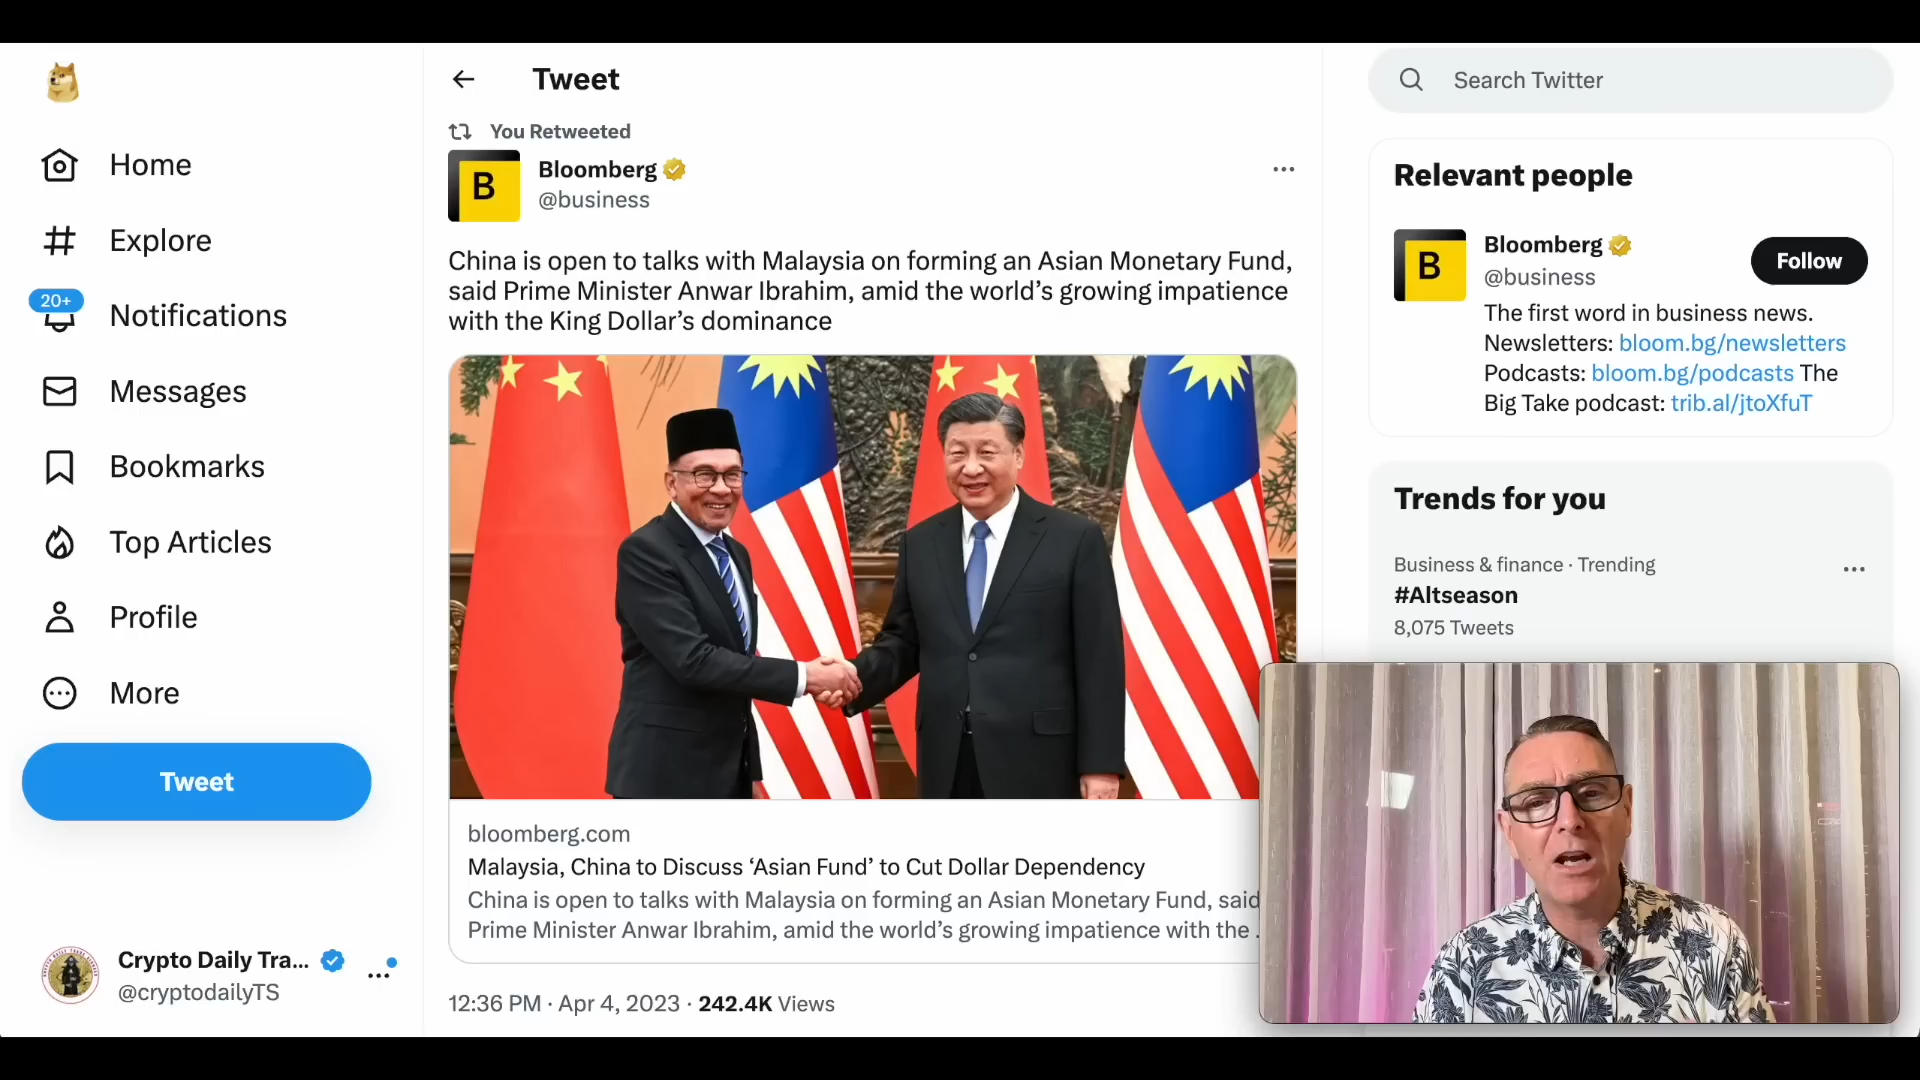 Home
Explore
20+
Notifications
Messages
Bookmarks
Top Articles
Profile
More
Tweet
Crypto Daily Tra...
@cryptodailyTS
Tweet
You Retweeted
B
Bloomberg
@business
China is open to talks with Malaysia on forming an Asian Monetary Fund,
said Prime Minister Anwar Ibrahim, amid the world’s growing impatience
with the King Dollar’s dominance
bloomberg.com
Malaysia, China to Discuss ‘Asian Fund’ to Cut Dollar Dependency
China is open to talks with Malaysia on forming an Asian Monetary Fund, said
Prime Minister Anwar Ibrahim, amid the world’s growing impatience with the .
12:36 PM · Apr 4, 2023 · 242.4K Views
Search Twitter
Relevant people
B
Bloomberg
@business
Follow
The first word in business news.
Newsletters: bloom.bg/newsletters
Podcasts: bloom.bg/podcasts The
Big Take podcast: trib.al/jtoXfuT
Trends for you
Business & finance · Trending
#Altseason
8,075 Tweets